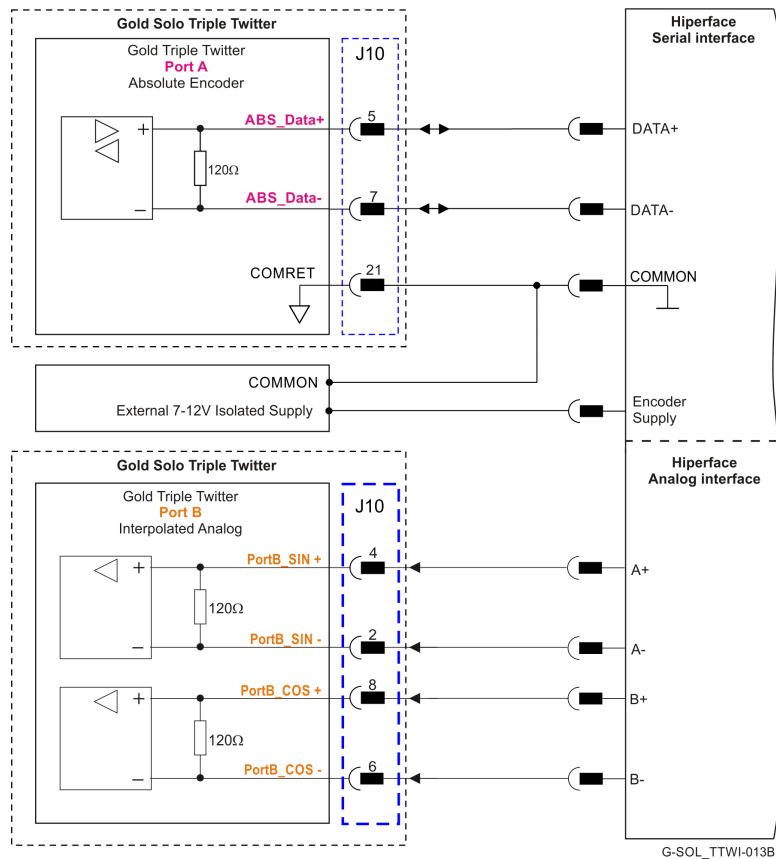 Gold Solo Triple Twitter
Gold Triple Twitter
Port A
Absolute Encoder
J10
Hiperface
Serial interface
+
ABS_Data+
5
DATA+
120Ω
ABS_Data-
7
DATA-
–
COMRET
21
COMMON
COMMON
External 7-12V Isolated Supply
Encoder
Supply
Gold Solo Triple Twitter
Gold Triple Twitter
Port B
Interpolated Analog
J10
Hiperface
Analog interface
+
PortB_SIN +
4
A+
120Ω
–
PortB_SIN -
2
A-
+
PortB_COS +
8
B+
120Ω
–
PortB_COS -
6
B-
G-SOL_TTWI-013B